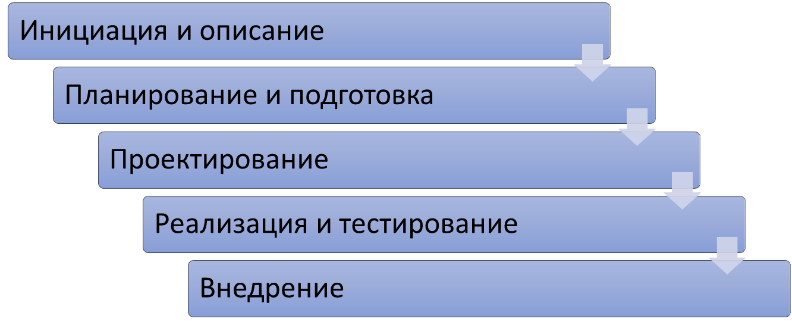 Инициация и описание
Планирование и подготовка
Проектирование
Реализация и тестирование
Внедрение